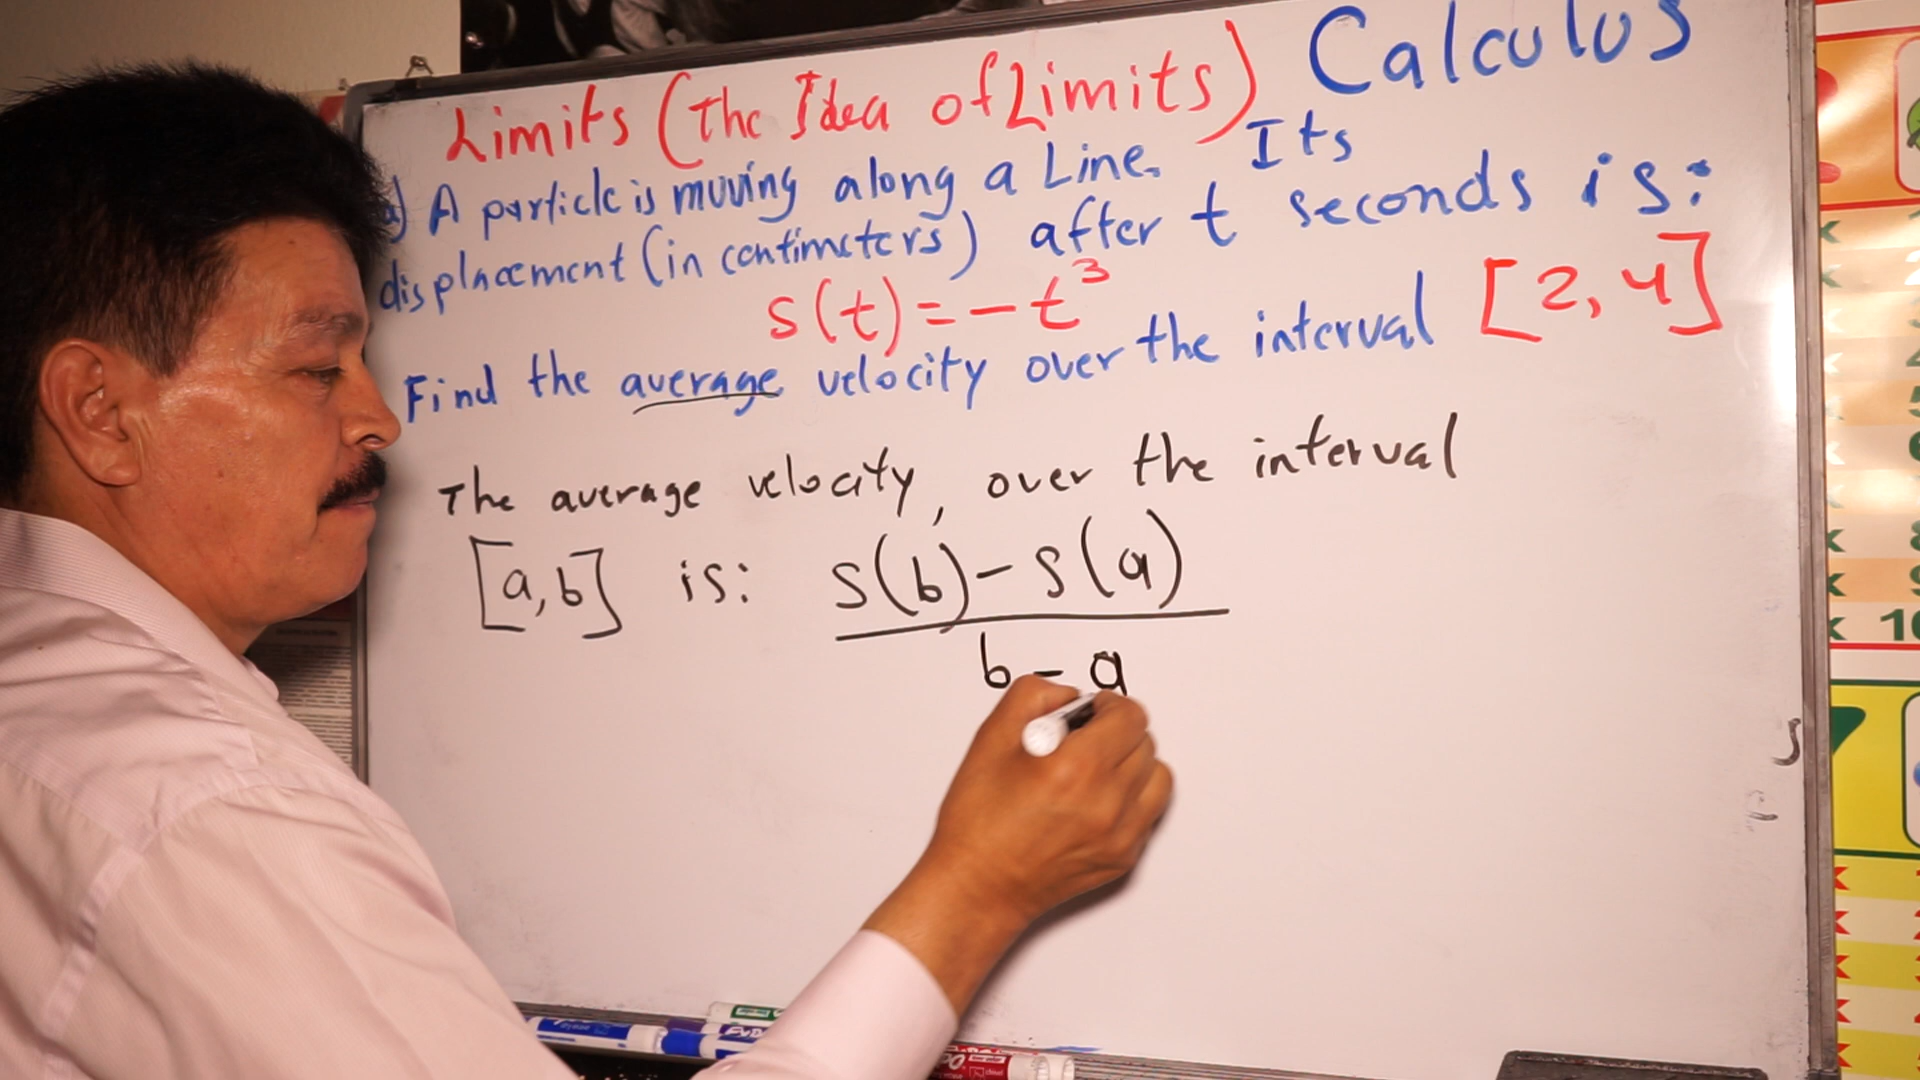 Limits (The Idea of Limits) Calculus
a) A particle is moving along a Line. Its
displacement (in centimeters) after t seconds is:
s(t) = -t³
Find the average velocity over the interval [2, 4]
The average velocity, over the interval
[a,b] is: s(b)-s(a)
b-a
EXPO